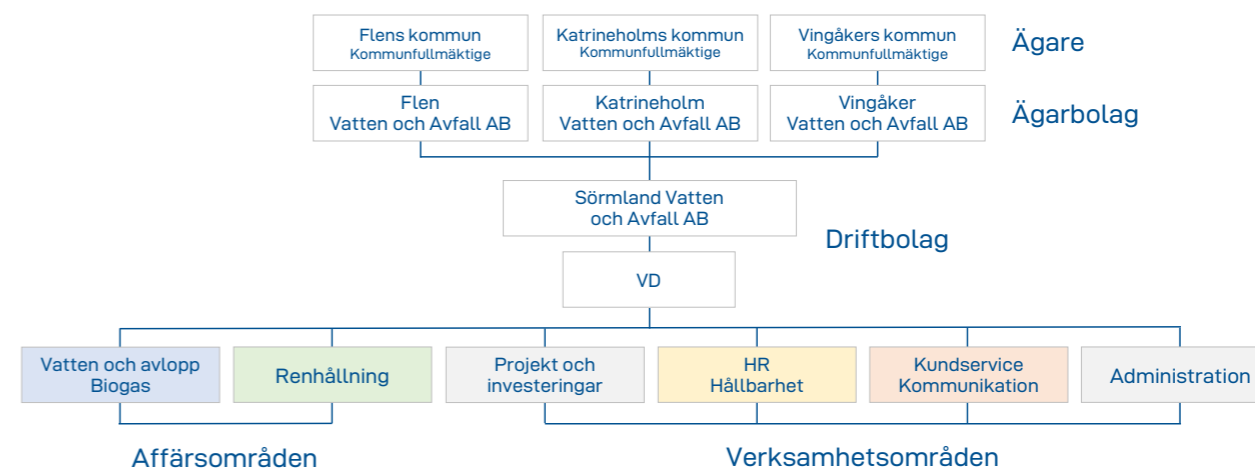 Flens kommun
Kommunfullmäktige
Katrineholms kommun
Kommunfullmäktige
Vingåkers kommun
Kommunfullmäktige
Ägare
Flen
Vatten och Avfall AB
Katrineholm
Vatten och Avfall AB
Vingåker
Vatten och Avfall AB
Ägarbolag
Sörmland Vatten
och Avfall AB
Driftbolag
VD
Vatten och avlopp
Biogas
Renhållning
Projekt och
investeringar
HR
Hållbarhet
Kundservice
Kommunikation
Administration
Affärsområden
Verksamhetsområden